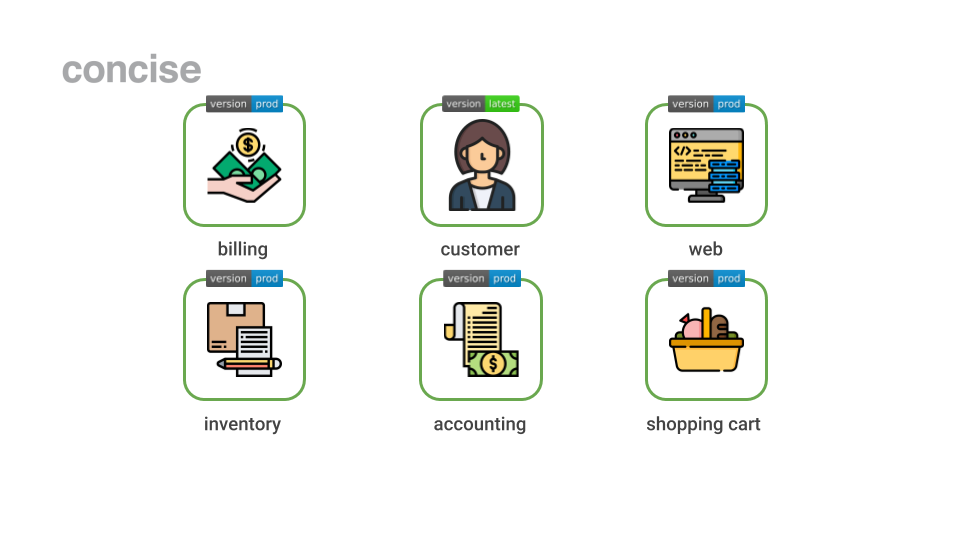 concise
version prod
version latest
version prod
billing
customer
web
version prod
version prod
version prod
inventory
accounting
shopping cart